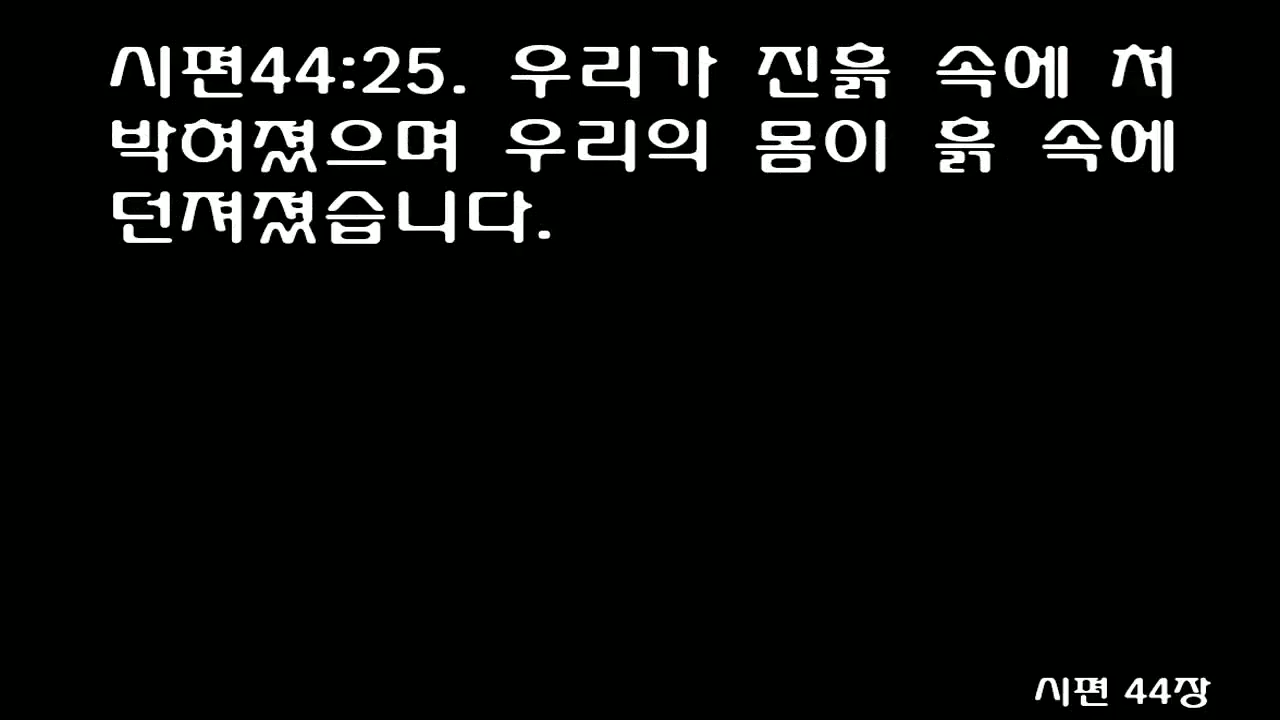 시편44:25. 우리가 진흙 속에 처
박혀졌으며 우리의 몸이 흙 속에
던져졌습니다.
시편 44장